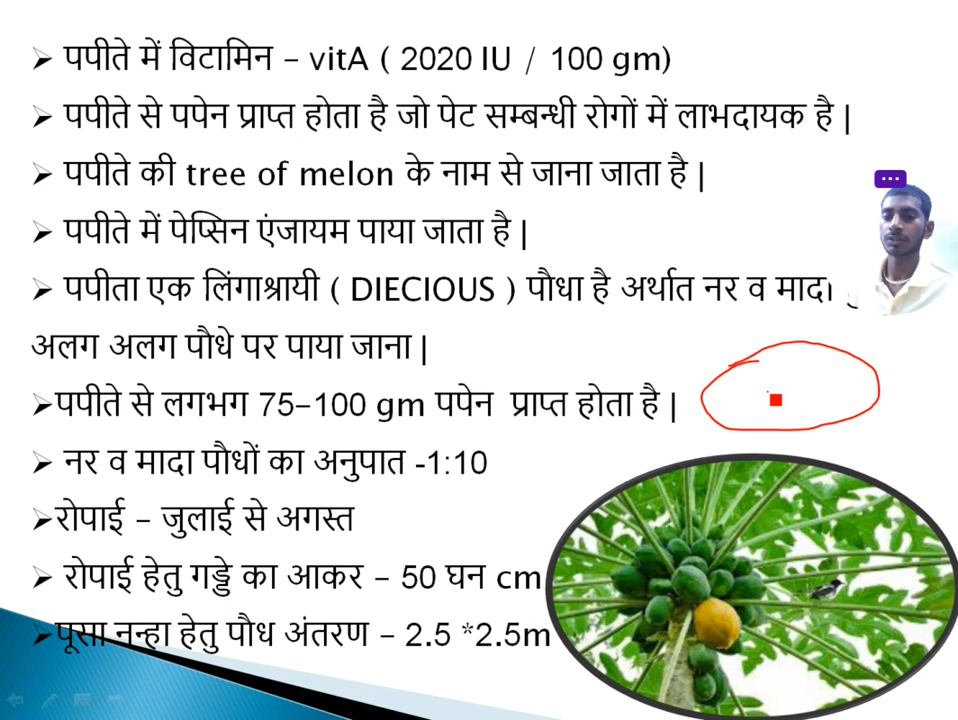 ➢ पपीते में विटामिन – vitA ( 2020 IU / 100 gm)
➢ पपीते से पपेन प्राप्त होता है जो पेट सम्बन्धी रोगों में लाभदायक है |
➢ पपीते की tree of melon के नाम से जाना जाता है |
➢ पपीते में पेप्सिन एंजायम पाया जाता है |
➢ पपीता एक लिंगाश्रायी ( DIECIOUS ) पौधा है अर्थात नर व मादा
अलग अलग पौधे पर पाया जाना |
➢पपीते से लगभग 75–100 gm पपेन प्राप्त होता है |
➢ नर व मादा पौधों का अनुपात -1:10
➢रोपाई – जुलाई से अगस्त
➢ रोपाई हेतु गड्ढे का आकर – 50 घन cm
➢पूसा नन्हा हेतु पौध अंतरण – 2.5 *2.5m